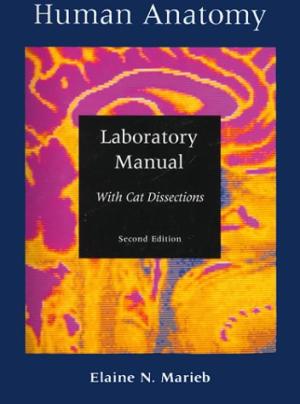 Human Anatomy
Laboratory
Manual
With Cat Dissections
Second Edition
Elaine N. Marieb